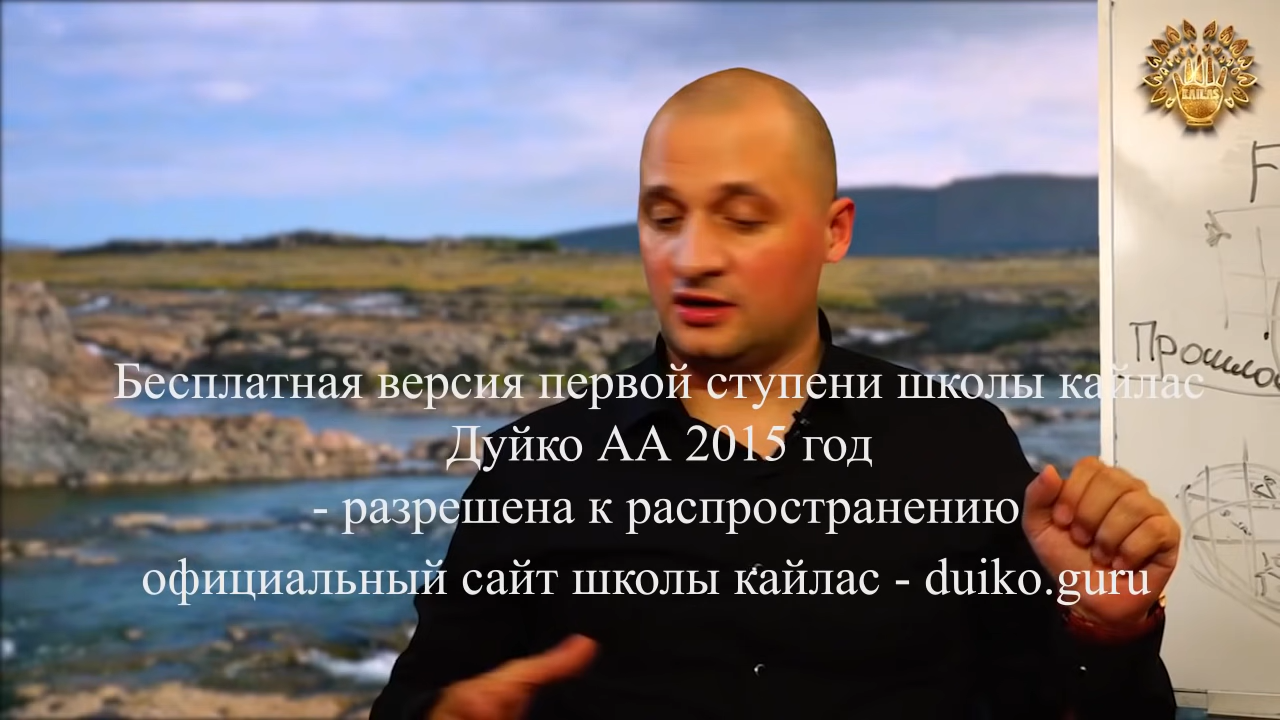 KAILAS
Бесплатная версия первой ступени школы кайлас
Дуйко АА 2015 год
- разрешена к распространению
официальный сайт школы кайлас - duiko.guru